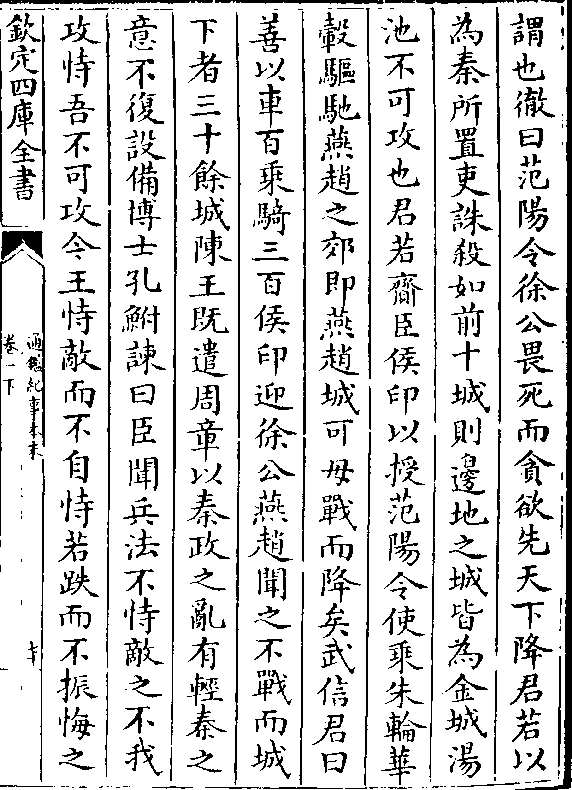 謂也徹曰范陽令徐公畏死而貪欲先天下降君若以
為秦所置吏誅殺如前十城則邊地之城皆為金城湯
池不可攻也君若齎臣侯印以授范陽令使乘朱輪華
轂驅馳燕趙之郊即燕趙城可毋戰而降矣武信君曰
善以車百乘騎三百侯印迎徐公燕趙聞之不戰而城
下者三十餘城陳王既遣周章以秦政之亂有輕秦之
意不復設備博士孔鮒諫曰臣聞兵法不恃敵之不我
攻恃吾不可攻今王恃敵而不自恃若跌而不振悔之
欽定四庫全書
通鑑紀事本末
卷一下